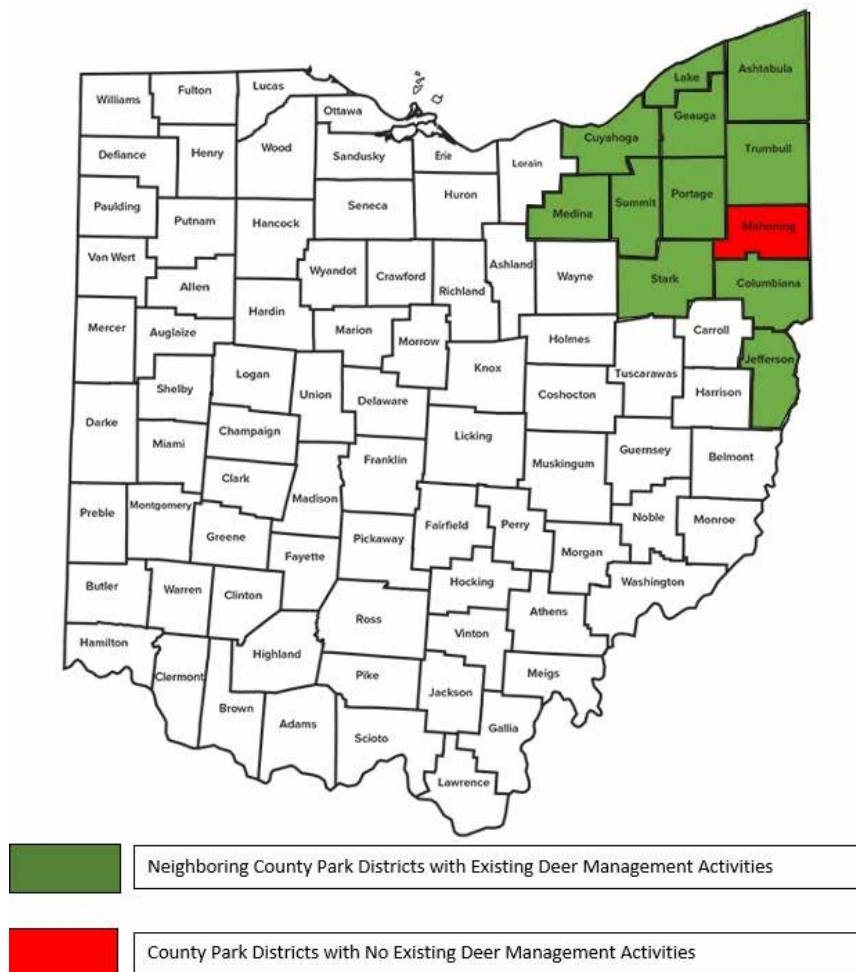 Ashtabula
Lake
Geauga
Lucas
Fulton
Williams
Ottawa
Cuyahoga
Trumbull
Wood
Henry
Defiance
Sandusky
Erie
Lorain
Huron
Medina
Summit
Portage
Paulding
Seneca
Putnam
Hancock
Mahoning
Van Wert
Wyandot
Crawford
Ashland
Richland
Wayne
Stark
Columbiana
Allen
Hardin
Mercer
Auglaize
Marion
Morrow
Holmes
Carroll
Jefferson
Tuscarawas
Knox
Logan
Shelby
Union
Delaware
Coshocton
Harrison
Darke
Champaign
Miami
Licking
Guernsey
Belmont
Franklin
Muskingum
Clark
Madison
Preble
Montgomery
Fairfield
Perry
Noble
Monroe
Greene
Pickaway
Fayette
Morgan
Butler
Warren
Clinton
Hocking
Washington
Ross
Athens
Hamilton
Vinton
Highland
Clermont
Pike
Meigs
Jackson
Brown
Adams
Scioto
Gallia
Lawrence
Neighboring County Park Districts with Existing Deer Management Activities
County Park Districts with No Existing Deer Management Activities